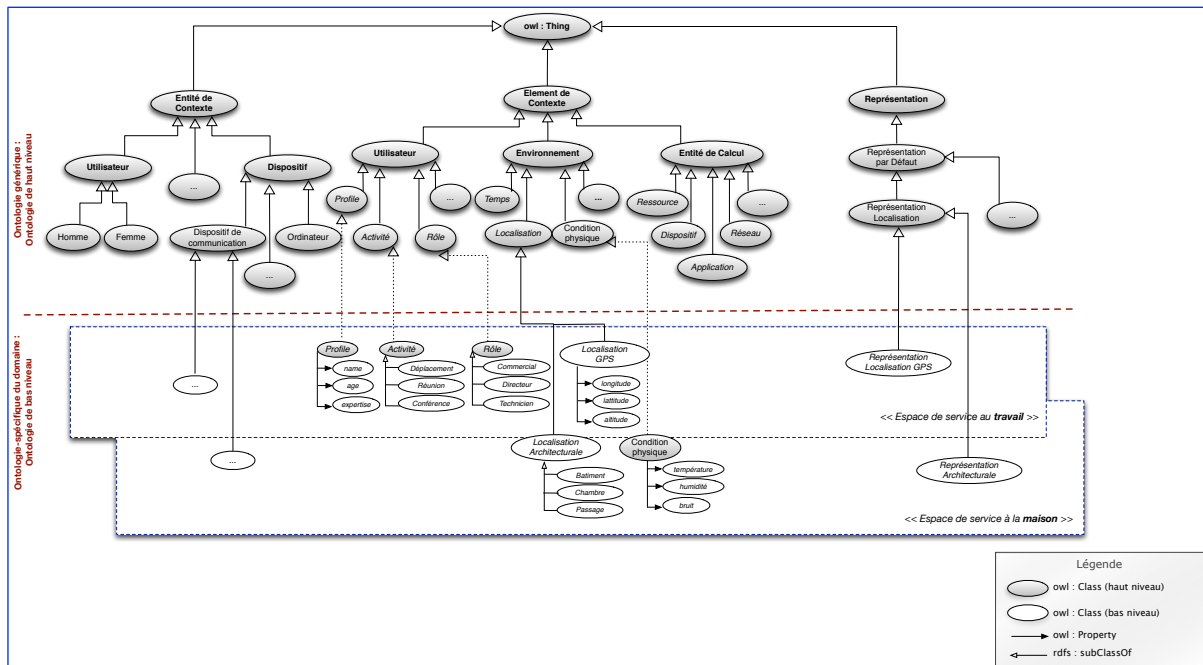 owl : Thing
Entité de
Contexte
Element de
Contexte
Représentation
Ontologie générique :
Ontologie de haut niveau
Utilisateur
Dispositif
Utilisateur
Environnement
Entité de Calcul
Représentation
par Défaut
...
Profile
...
Temps
...
Ressource
...
Représentation
Localisation
...
Homme
Femme
Dispositif de
communication
Ordinateur
Activité
Rôle
Localisation
Condition
physique
Dispositif
Réseau
...
Application
Ontologie-spécifique du domaine :
Ontologie de bas niveau
Profile
name
age
expertise
Activité
Déplacement
Réunion
Conférence
Rôle
Commercial
Directeur
Technicien
Localisation
GPS
longitude
lattitude
altitude
Représentation
Localisation GPS
...
<< Espace de service au travail >>
...
Localisation
Architecturale
Batiment
Chambre
Passage
Condition
physique
température
humidité
bruit
Représentation
Architecturale
<< Espace de service à la maison >>
Légende
owl : Class (haut niveau)
owl : Class (bas niveau)
owl : Property
rdfs : subClassOf